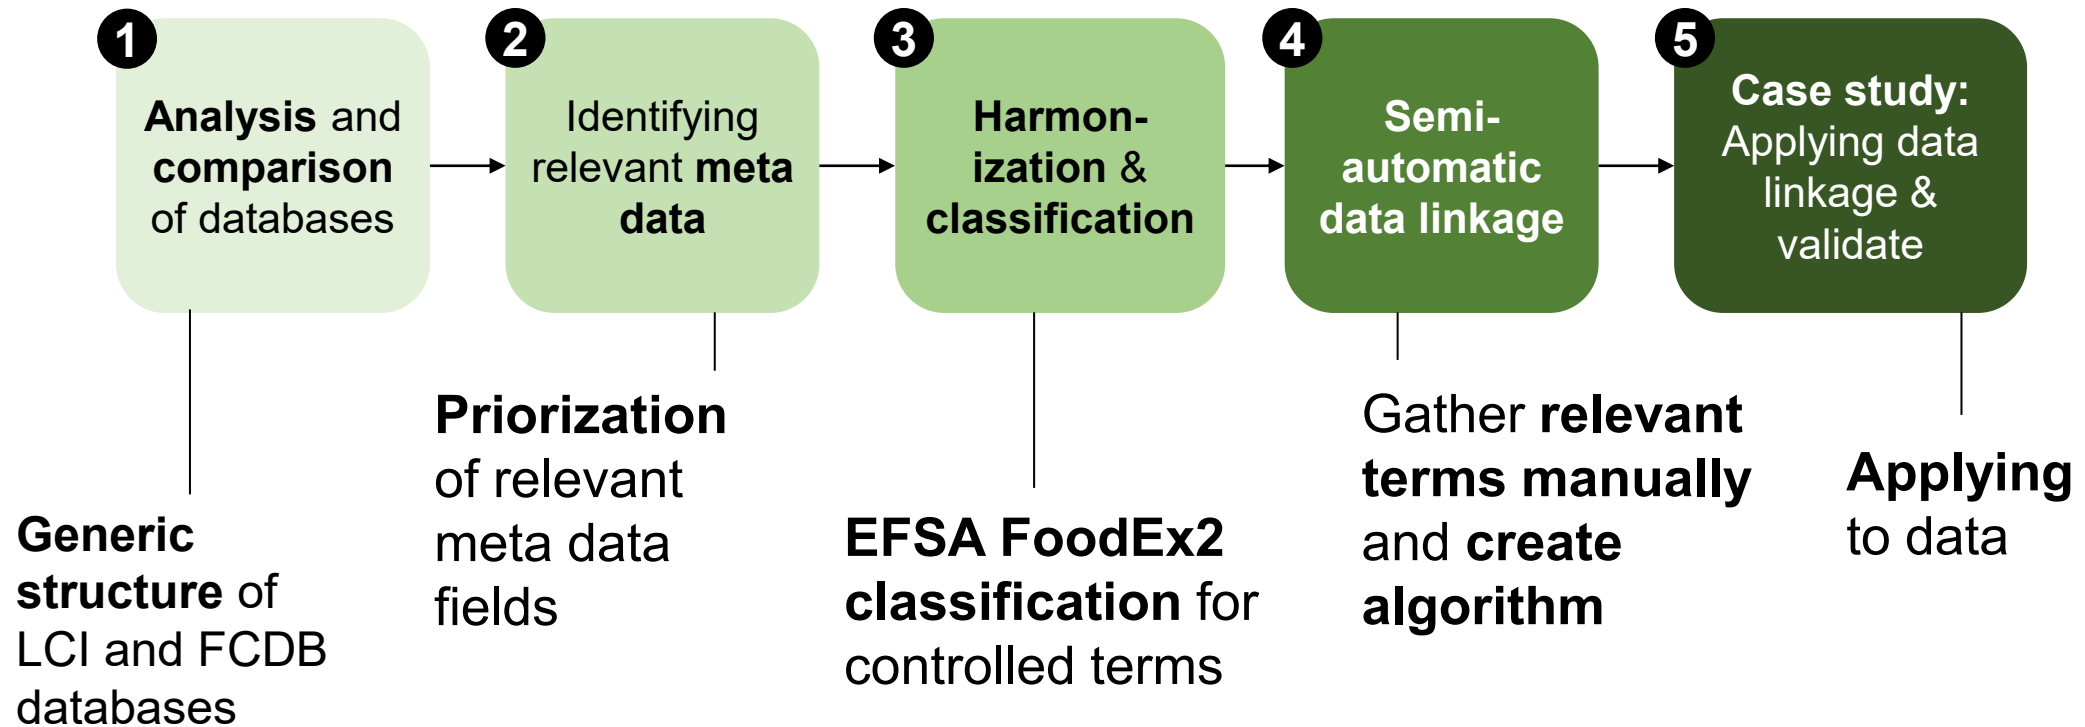 1
Analysis and
comparison
of databases
2
Identifying
relevant meta
data
3
Harmon-
ization &
classification
4
Semi-
automatic
data linkage
5
Case study:
Applying data
linkage &
validate
Generic
structure of
LCI and FCDB
databases
Priorization
of relevant
meta data
fields
EFSA FoodEx2
classification for
controlled terms
Gather relevant
terms manually
and create
algorithm
Applying
to data